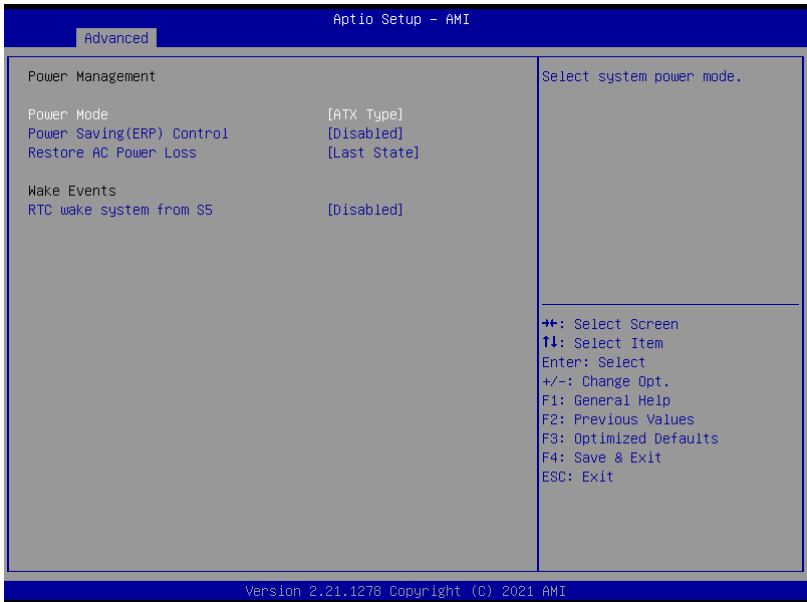 Aptio Setup – AMI
Advanced
Power Management
Power Mode [ATX Type]
Power Saving(ERP) Control [Disabled]
Restore AC Power Loss [Last State]
Wake Events
RTC wake system from S5 [Disabled]
Select system power mode.
→←: Select Screen
↑↓: Select Item
Enter: Select
+/-: Change Opt.
F1: General Help
F2: Previous Values
F3: Optimized Defaults
F4: Save & Exit
ESC: Exit
Version 2.21.1278 Copyright (C) 2021 AMI